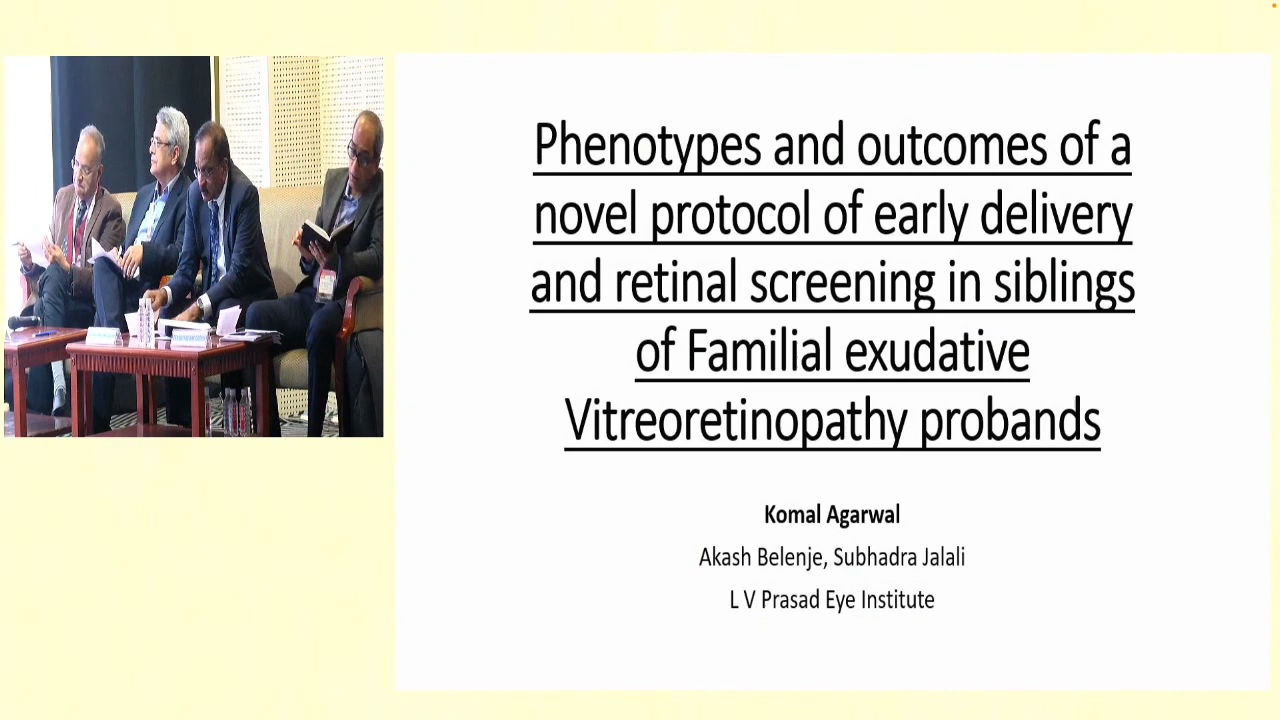 Phenotypes and outcomes of a
novel protocol of early delivery
and retinal screening in siblings
of Familial exudative
Vitreoretinopathy probands
Komal Agarwal
Akash Belenje, Subhadra Jalali
L V Prasad Eye Institute